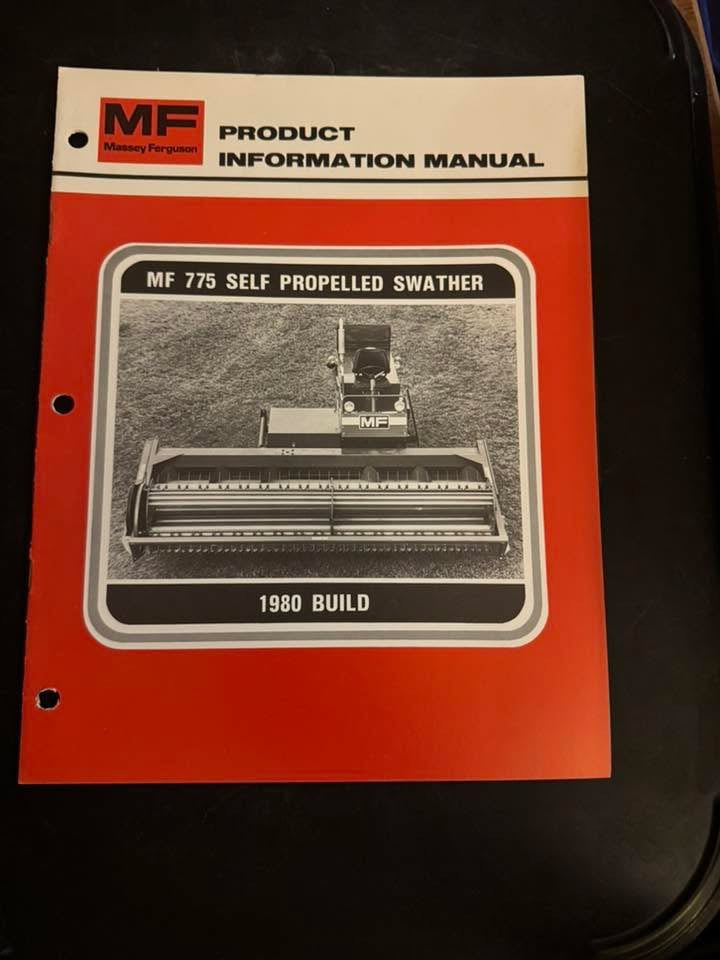 MF
Massey Ferguson
PRODUCT
INFORMATION MANUAL
MF 775 SELF PROPELLED SWATHER
MF
1980 BUILD